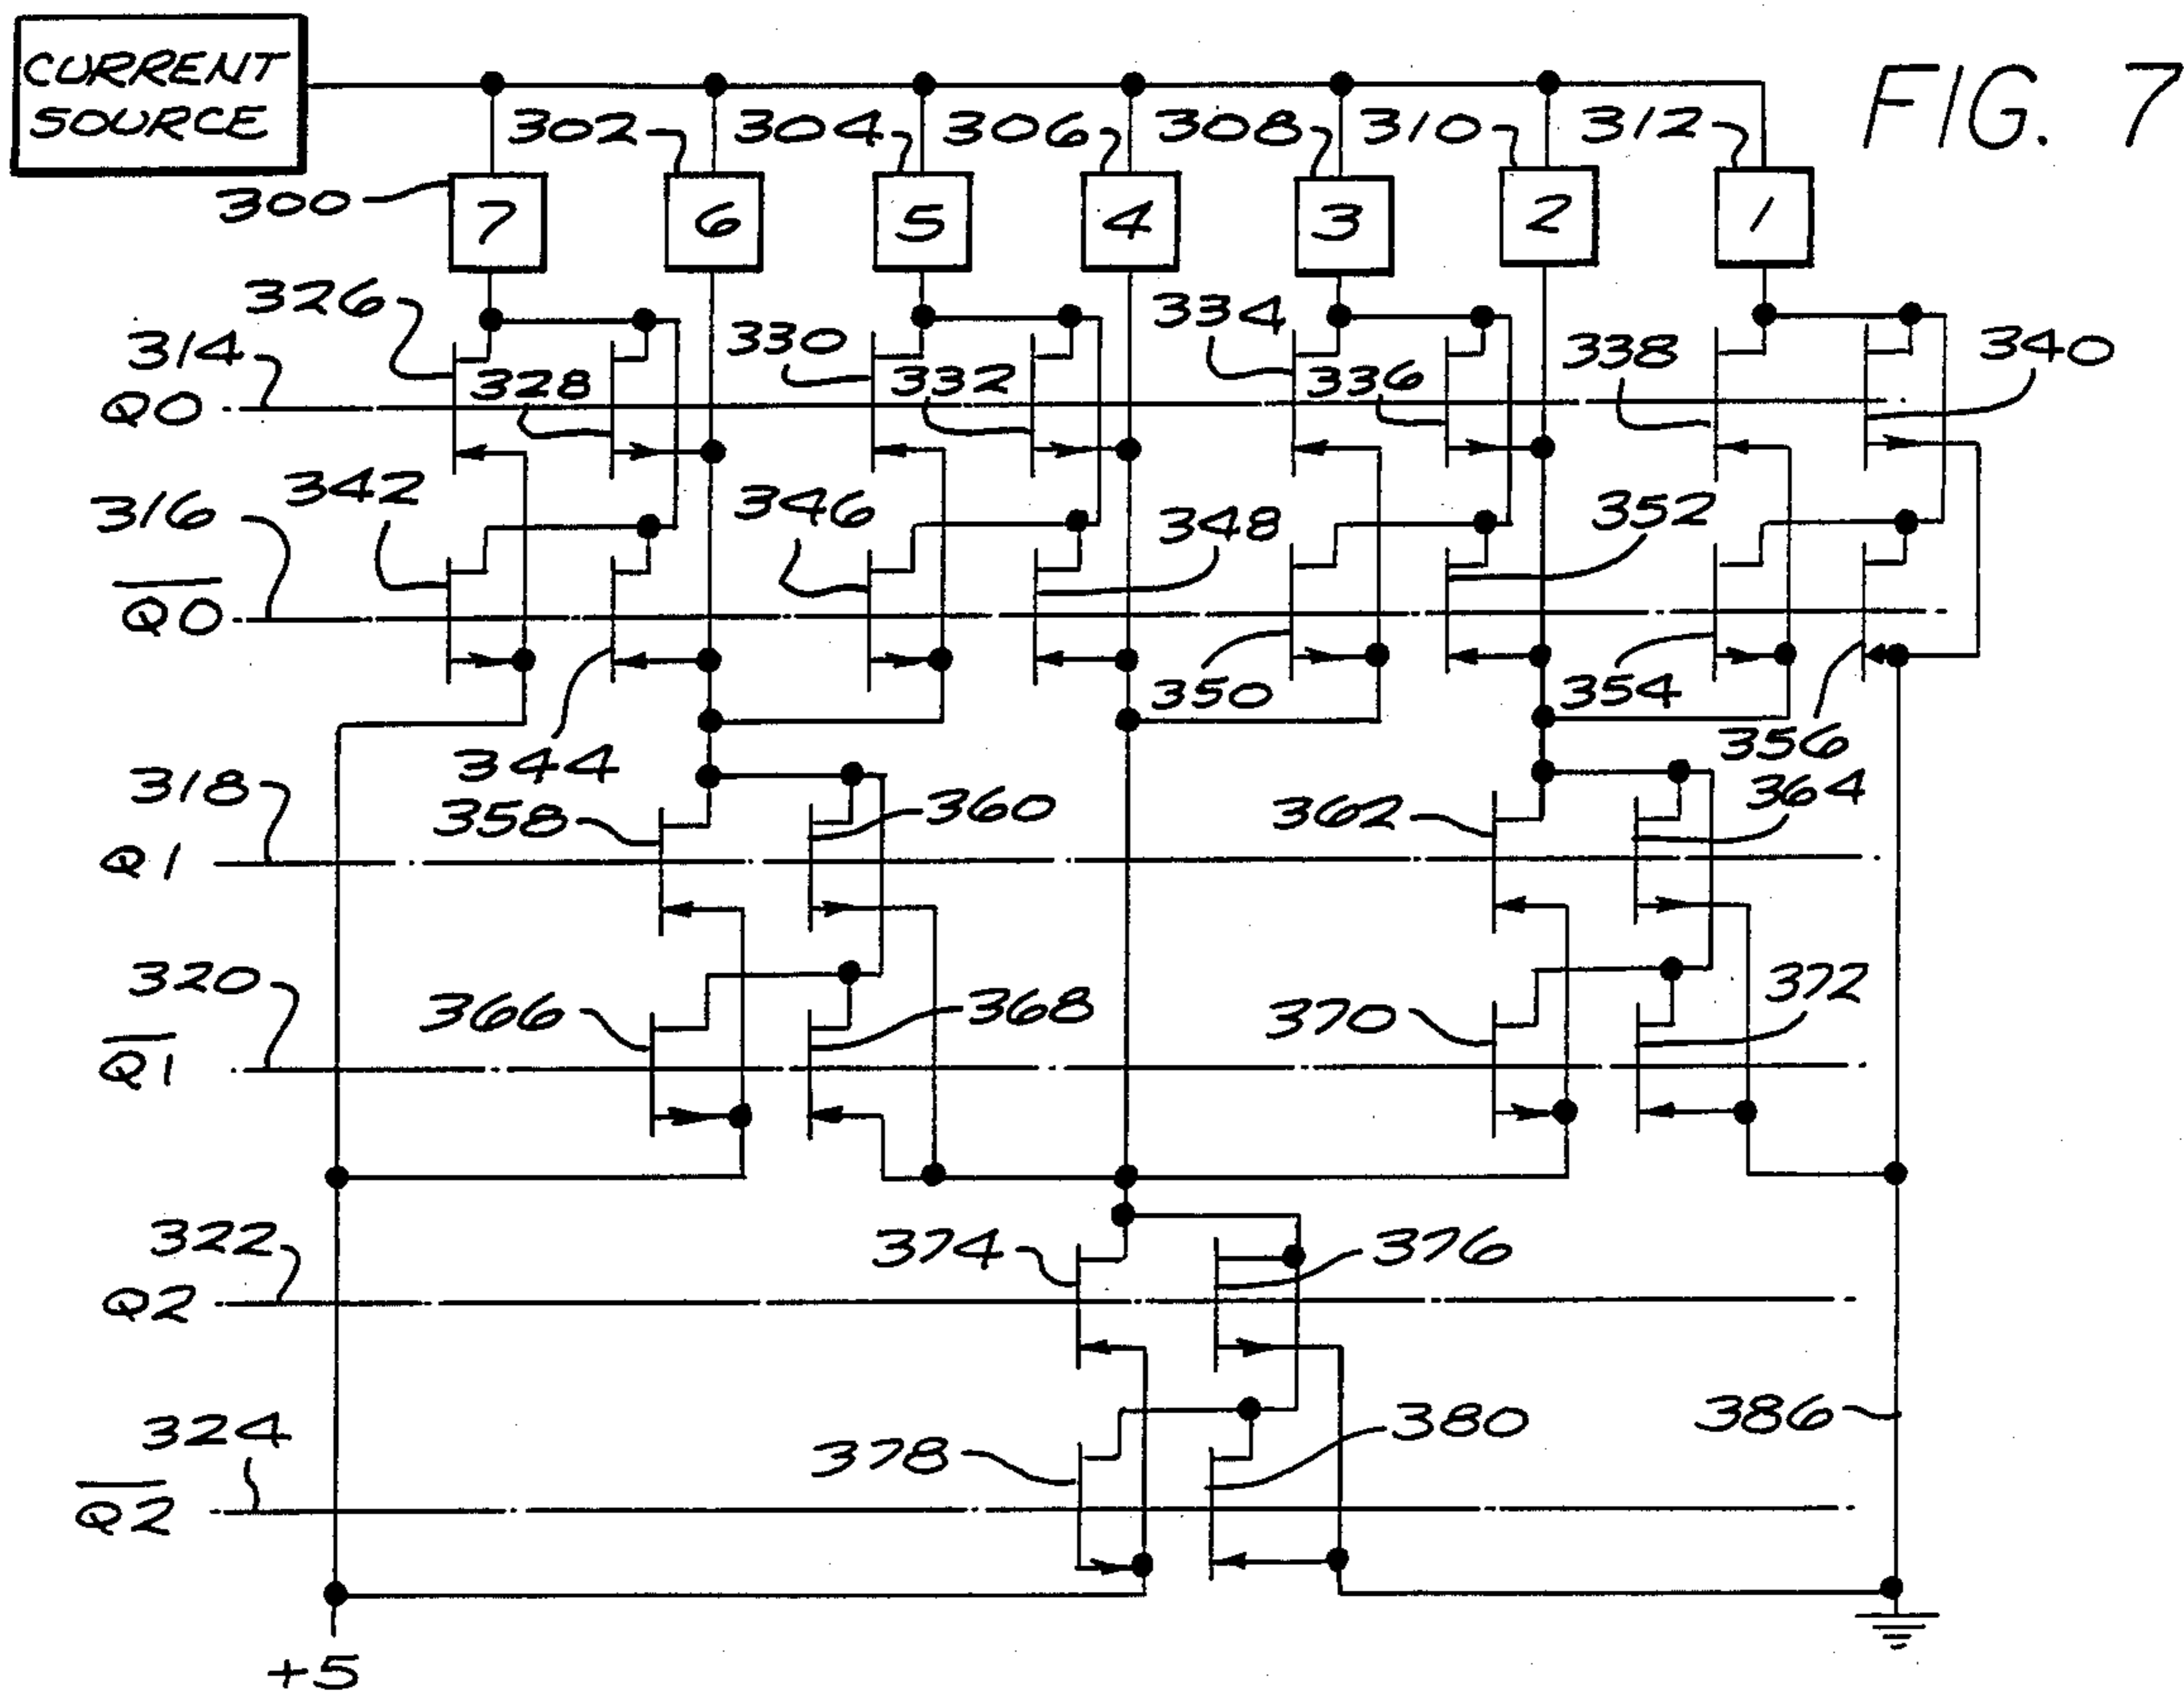 CURRENT
SOURCE
FIG. 7
302 304 306 308 310 312
300 7 6 5 4 3 2 1
326
314 330 334 338 340
328 332 336
Q0
342 346 348 352
316
Q̅0̅
350 354
344 356
318 358 360 362 364
Q1
320 366 368 370 372
Q̅1̅
322 374 376
Q2
324 378 380 386
Q̅2̅
+5